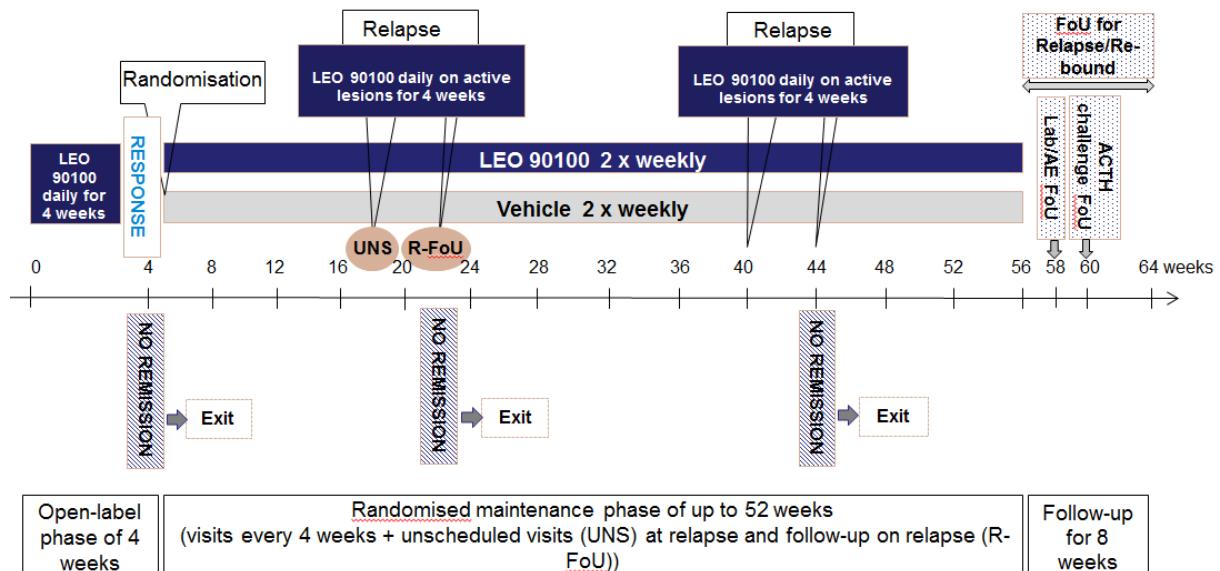 Relapse
LEO 90100 daily on active
lesions for 4 weeks
Relapse
LEO 90100 daily on active
lesions for 4 weeks
FoU for
Relapse/Re-
bound
Randomisation
LEO
90100
daily for
4 weeks
RESPONSE
LEO 90100 2 x weekly
Vehicle 2 x weekly
Lab/AE FoU
ACTH
challenge FoU
UNS
R-FoU
0 4 8 12 16 20 24 28 32 36 40 44 48 52 56 58 60 64 weeks
NO REMISSION
Exit
NO REMISSION
Exit
NO REMISSION
Exit
Open-label
phase of 4
weeks
Randomised maintenance phase of up to 52 weeks
(visits every 4 weeks + unscheduled visits (UNS) at relapse and follow-up on relapse (R-
FoU))
Follow-up
for 8
weeks